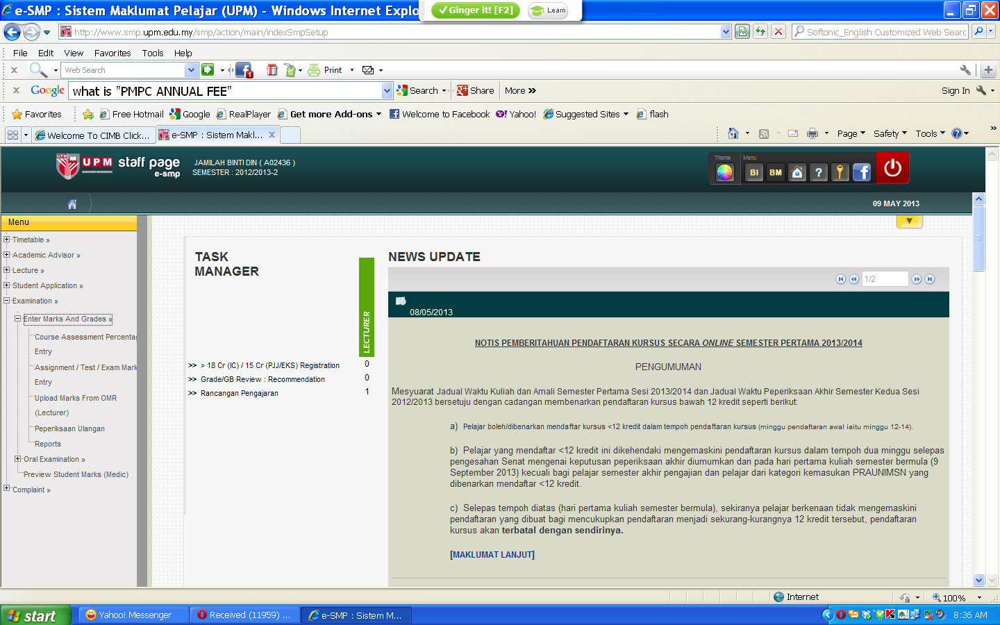 e-SMP : Sistem Maklumat Pelajar (UPM) - Windows Internet Explo
Ginger it! [F2]
Learn
http://www.smp.upm.edu.my/smp/action/main/indexSmpSetup
Softonic_English Customized Web Searc
File Edit View Favorites Tools Help
Web Search
1
Print
Google
what is "PMPC ANNUAL FEE"
Search
Share
More »
Sign In
Favorites
Free Hotmail
Google
RealPlayer
Get more Add-ons
Welcome to Facebook
Yahoo!
Suggested Sites
flash
Welcome To CIMB Click...
e-SMP : Sistem Makl...
Page
Safety
Tools
»
UPM
UPM staff page
e-smp
JAMILAH BINTI DIN ( A02436 )
SEMESTER : 2012/2013-2
Theme
Menu
BI
BM
?
09 MAY 2013
Menu
Timetable »
Academic Advisor »
Lecture »
Student Application »
Examination »
Enter Marks And Grades »
Course Assessment Percentag
Entry
Assignment / Test / Exam Mark
Entry
Upload Marks From OMR
(Lecturer)
Peperiksaan Ulangan
Reports
Oral Examination »
Preview Student Marks (Medic)
Complaint »
TASK
MANAGER
LECTURER
>> > 18 Cr (IC) / 15 Cr (PJJ/EKS) Registration 0
>> Grade/GB Review : Recommendation 0
>> Rancangan Pengajaran 1
NEWS UPDATE
1/2
08/05/2013
NOTIS PEMBERITAHUAN PENDAFTARAN KURSUS SECARA ONLINE SEMESTER PERTAMA 2013/2014
PENGUMUMAN
Mesyuarat Jadual Waktu Kuliah dan Amali Semester Pertama Sesi 2013/2014 dan Jadual Waktu Peperiksaan Akhir Semester Kedua Sesi
2012/2013 bersetuju dengan cadangan membenarkan pendaftaran kursus bawah 12 kredit seperti berikut:
a) Pelajar boleh/dibenarkan mendaftar kursus <12 kredit dalam tempoh pendaftaran kursus (minggu pendaftaran awal iaitu minggu 12-14).
b) Pelajar yang mendaftar <12 kredit ini dikehendaki mengemaskini pendaftaran kursus dalam tempoh dua minggu selepas
pengesahan Senat mengenai keputusan peperiksaan akhir diumumkan dan pada hari pertama kuliah semester bermula (9
September 2013) kecuali bagi pelajar semester akhir pengajian dan pelajar dari kategori kemasukan PRAUNIMSN yang
dibenarkan mendaftar <12 kredit.
c) Selepas tempoh diatas (hari pertama kuliah semester bermula), sekiranya pelajar berkenaan tidak mengemaskini
pendaftaran yang dibuat bagi mencukupkan pendaftaran menjadi sekurang-kurangnya 12 kredit tersebut, pendaftaran
kursus akan terbatal dengan sendirinya.
[MAKLUMAT LANJUT]
Internet
100%
start
Yahoo! Messenger
Received (11959) ...
e-SMP : Sistem M...
8:36 AM